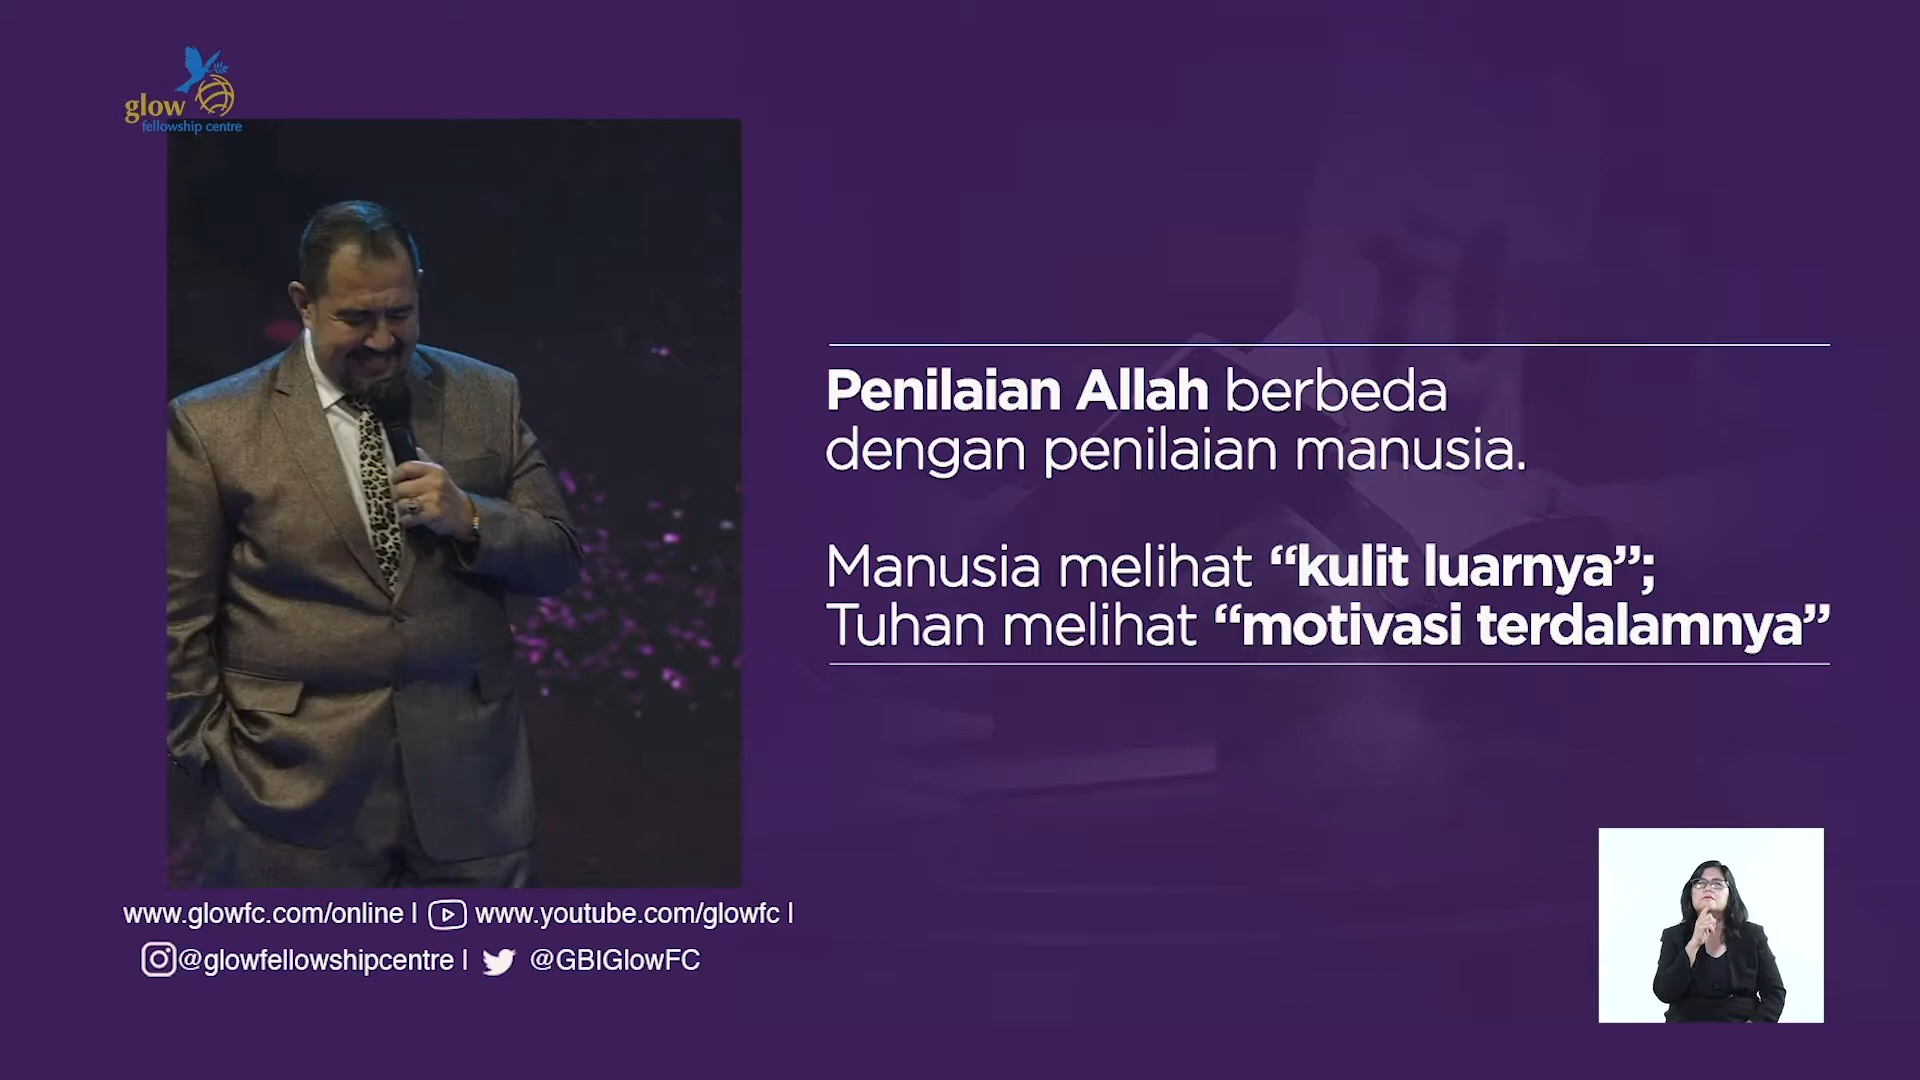 glow
fellowship centre
Penilaian Allah berbeda
dengan penilaian manusia.
Manusia melihat “kulit luarnya”;
Tuhan melihat “motivasi terdalamnya”
www.glowfc.com/online | www.youtube.com/glowfc |
@glowfellowshipcentre | @GBIGlowFC